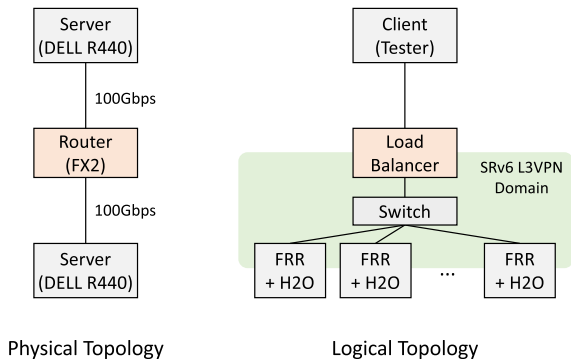 Server
(DELL R440)
100Gbps
Router
(FX2)
100Gbps
Server
(DELL R440)
Physical Topology
Client
(Tester)
Load
Balancer
SRv6 L3VPN
Domain
Switch
FRR
+ H2O
FRR
+ H2O
...
FRR
+ H2O
Logical Topology